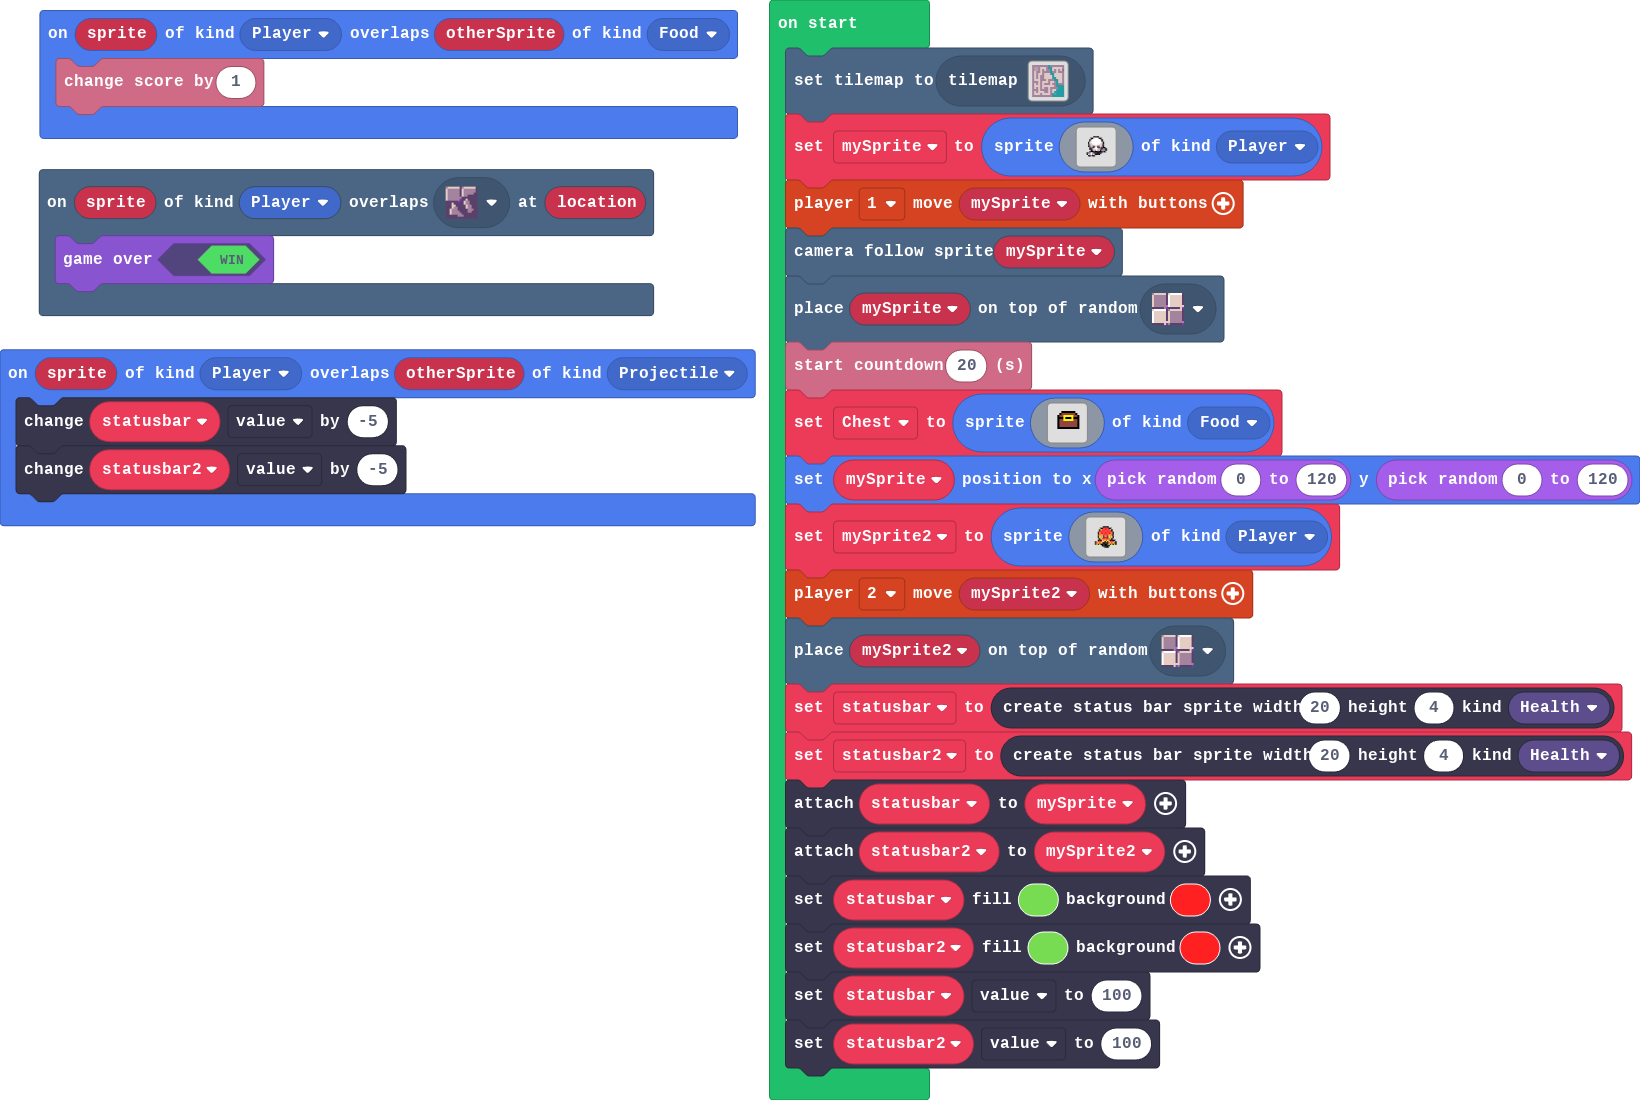 on sprite of kind Player overlaps otherSprite of kind Food
change score by 1
on sprite of kind Player overlaps at location
game over WIN
on sprite of kind Player overlaps otherSprite of kind Projectile
change statusbar value by -5
change statusbar2 value by -5
on start
set tilemap to tilemap
set mySprite to sprite of kind Player
player 1 move mySprite with buttons
camera follow sprite mySprite
place mySprite on top of random
start countdown 20 (s)
set Chest to sprite of kind Food
set mySprite position to x pick random 0 to 120 y pick random 0 to 120
set mySprite2 to sprite of kind Player
player 2 move mySprite2 with buttons
place mySprite2 on top of random
set statusbar to create status bar sprite width 20 height 4 kind Health
set statusbar2 to create status bar sprite width 20 height 4 kind Health
attach statusbar to mySprite
attach statusbar2 to mySprite2
set statusbar fill background
set statusbar2 fill background
set statusbar value to 100
set statusbar2 value to 100